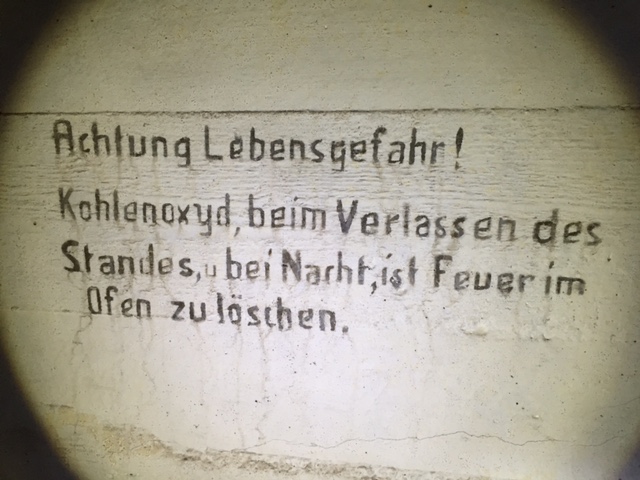 Achtung Lebensgefahr!
Kohlenoxyd, beim Verlassen des
Standes, u bei Nacht, ist Feuer im
Ofen zu löschen.